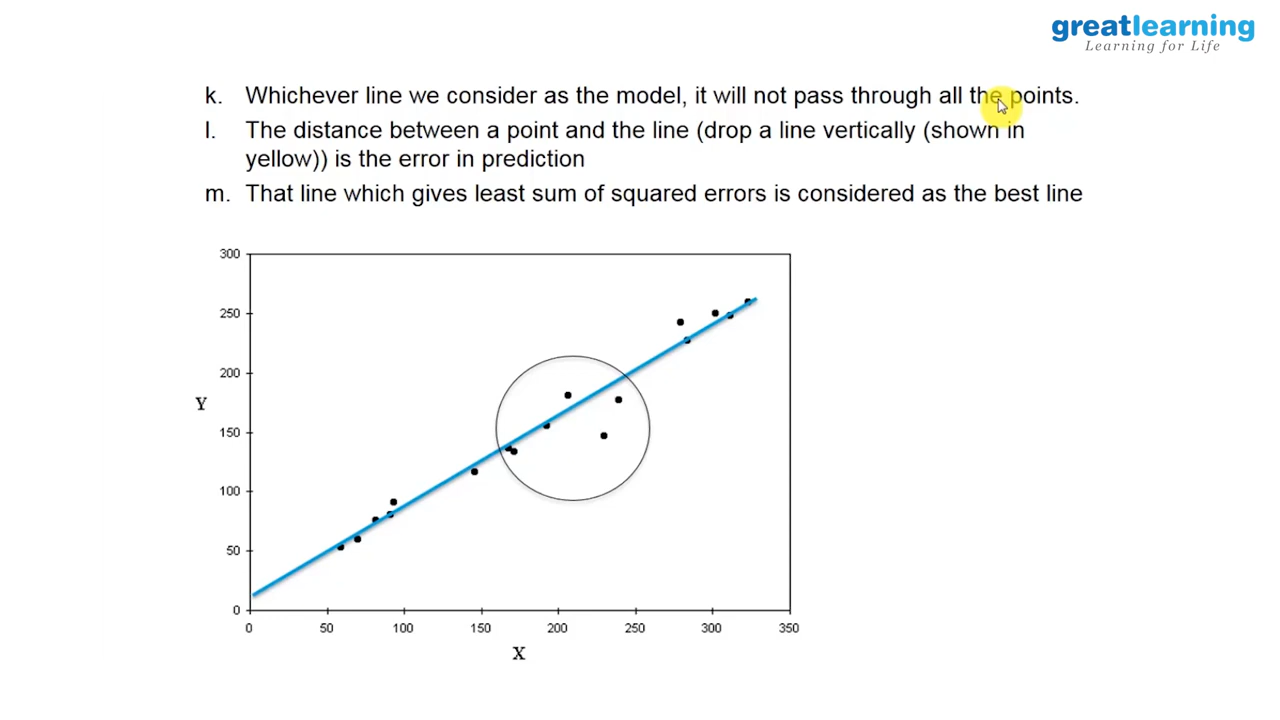 greatlearning
Learning for Life
k. Whichever line we consider as the model, it will not pass through all the points.
l. The distance between a point and the line (drop a line vertically (shown in
yellow)) is the error in prediction
m. That line which gives least sum of squared errors is considered as the best line
300
250
200
Y
150
100
50
0
0 50 100 150 200 250 300 350
X